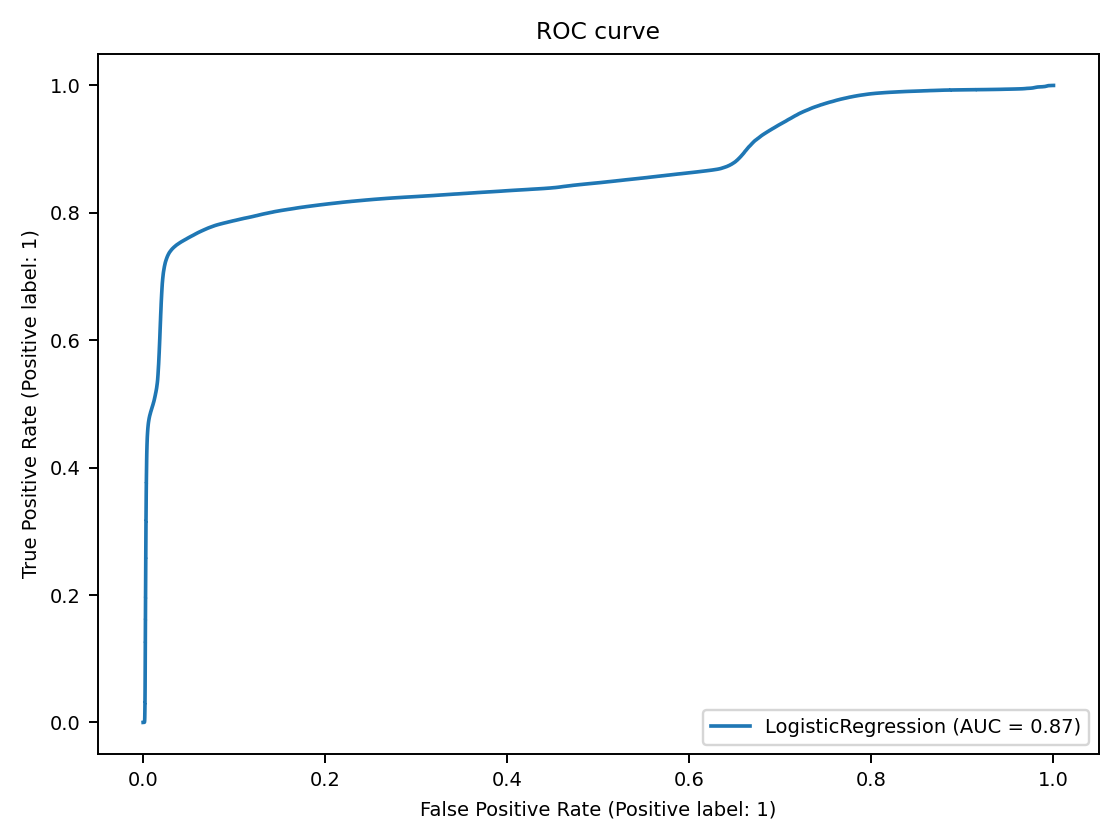 ROC curve
True Positive Rate (Positive label: 1)
1.0
0.8
0.6
0.4
0.2
0.0
LogisticRegression (AUC = 0.87)
0.0 0.2 0.4 0.6 0.8 1.0
False Positive Rate (Positive label: 1)